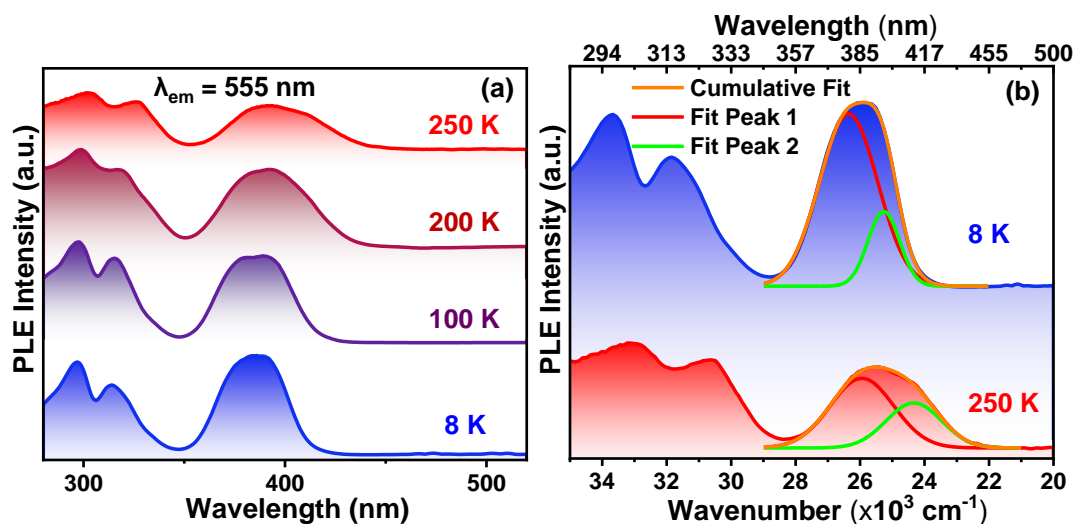 λem = 555 nm
(a)
250 K
200 K
100 K
8 K
PLE Intensity (a.u.)
300 400 500
Wavelength (nm)
Wavelength (nm)
294 313 333 357 385 417 455 500
Cumulative Fit
Fit Peak 1
Fit Peak 2
(b)
8 K
250 K
PLE Intensity (a.u.)
34 32 30 28 26 24 22 20
Wavenumber (x10³ cm⁻¹)